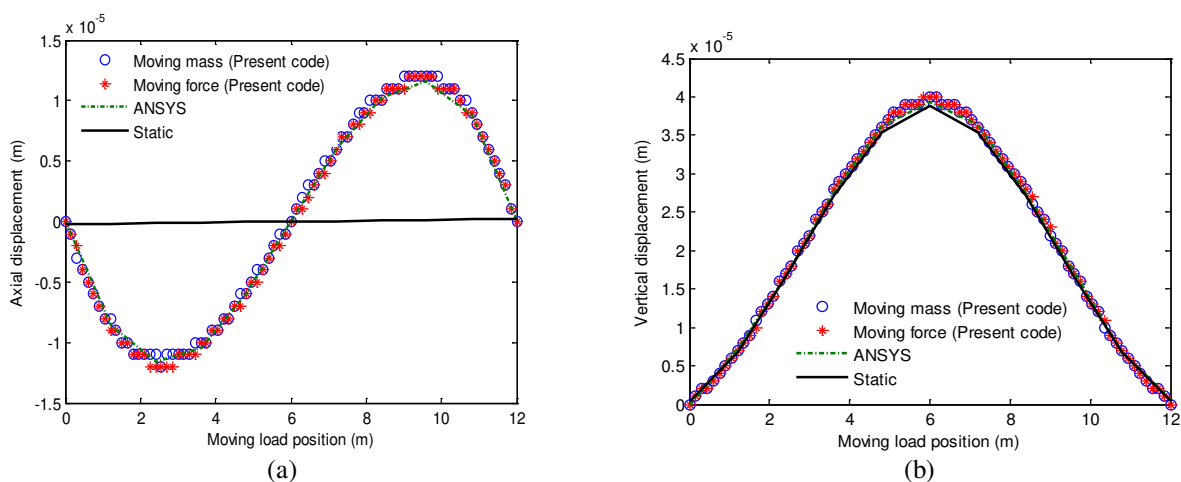 x 10⁻⁵
1.5
1
0.5
0
-0.5
-1
-1.5
Axial displacement (m)
0 2 4 6 8 10 12
Moving load position (m)
Moving mass (Present code)
Moving force (Present code)
ANSYS
Static
(a)
x 10⁻⁵
4.5
4
3.5
3
2.5
2
1.5
1
0.5
0
Vertical displacement (m)
0 2 4 6 8 10 12
Moving load position (m)
Moving mass (Present code)
Moving force (Present code)
ANSYS
Static
(b)